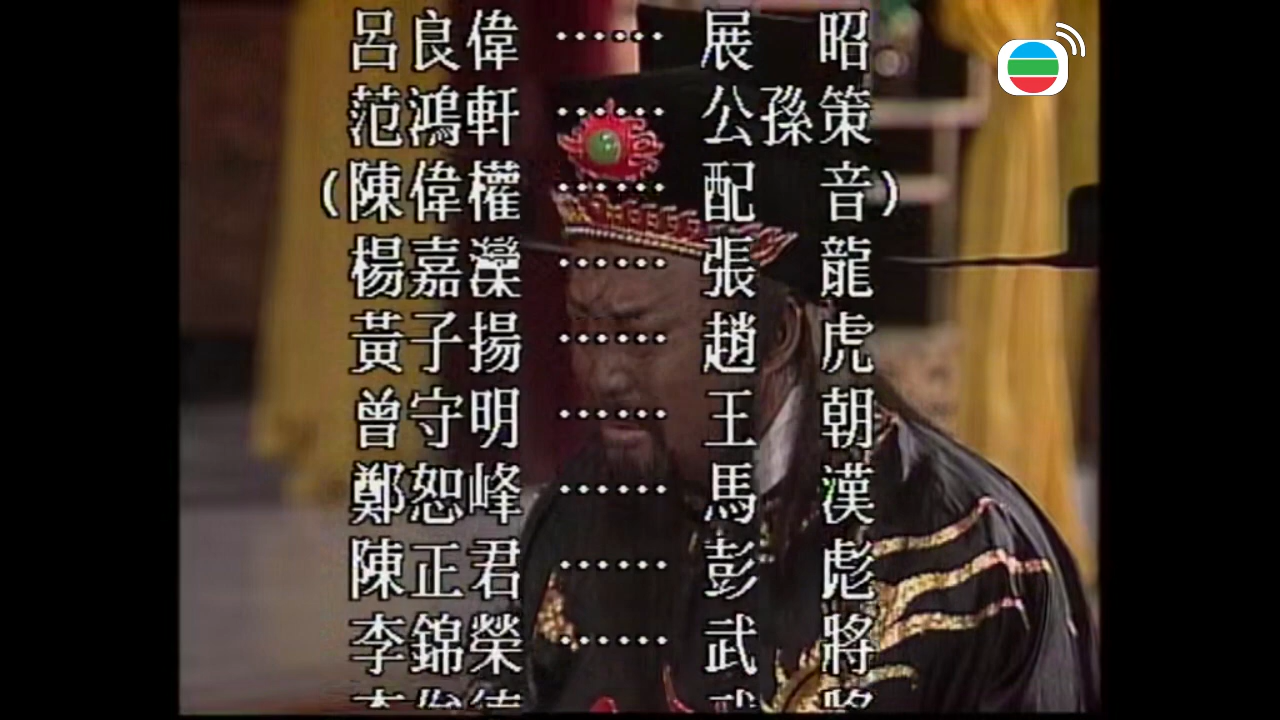 呂良偉……展 昭
范鴻軒……公孫策
(陳偉權……配 音)
楊嘉濼……張 龍
黃子揚……趙 虎
曾守明……王 朝
鄭恕峰……馬 漢
陳正君……彭 彪
李錦榮……武 將